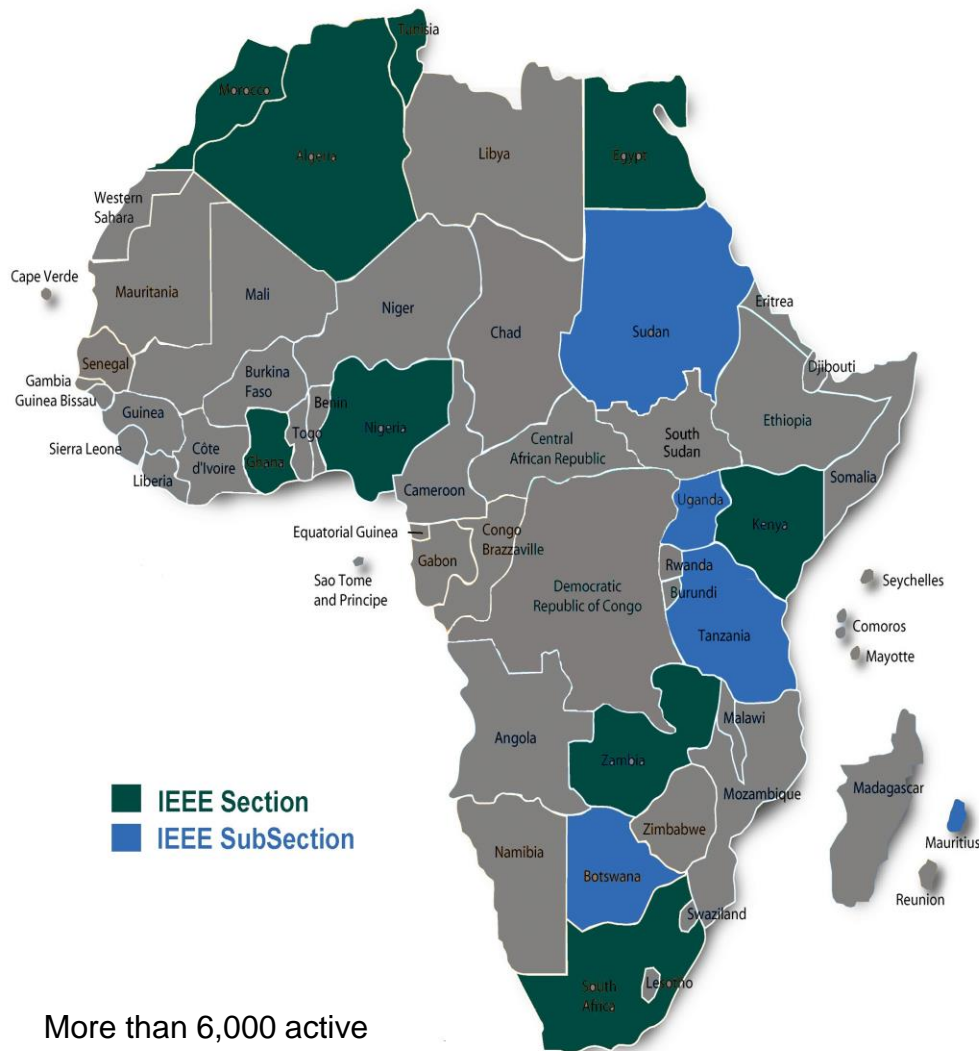 Tunisia
Morocco
Algeria
Libya
Egypt
Western
Sahara
Cape Verde
Mauritania
Mali
Niger
Chad
Sudan
Eritrea
Senegal
Gambia
Guinea Bissau
Burkina
Faso
Djibouti
Guinea
Benin
Nigeria
Ethiopia
Sierra Leone
Côte
d'Ivoire
Ghana
Togo
Central
African Republic
South
Sudan
Liberia
Cameroon
Somalia
Uganda
Kenya
Equatorial Guinea
Congo
Brazzaville
Gabon
Rwanda
Burundi
Sao Tome
and Principe
Democratic
Republic of Congo
Seychelles
Tanzania
Comoros
Mayotte
Malawi
Angola
Zambia
Mozambique
Madagascar
IEEE Section
IEEE SubSection
Zimbabwe
Namibia
Botswana
Mauritius
Reunion
Swaziland
South
Africa
Lesotho
More than 6,000 active